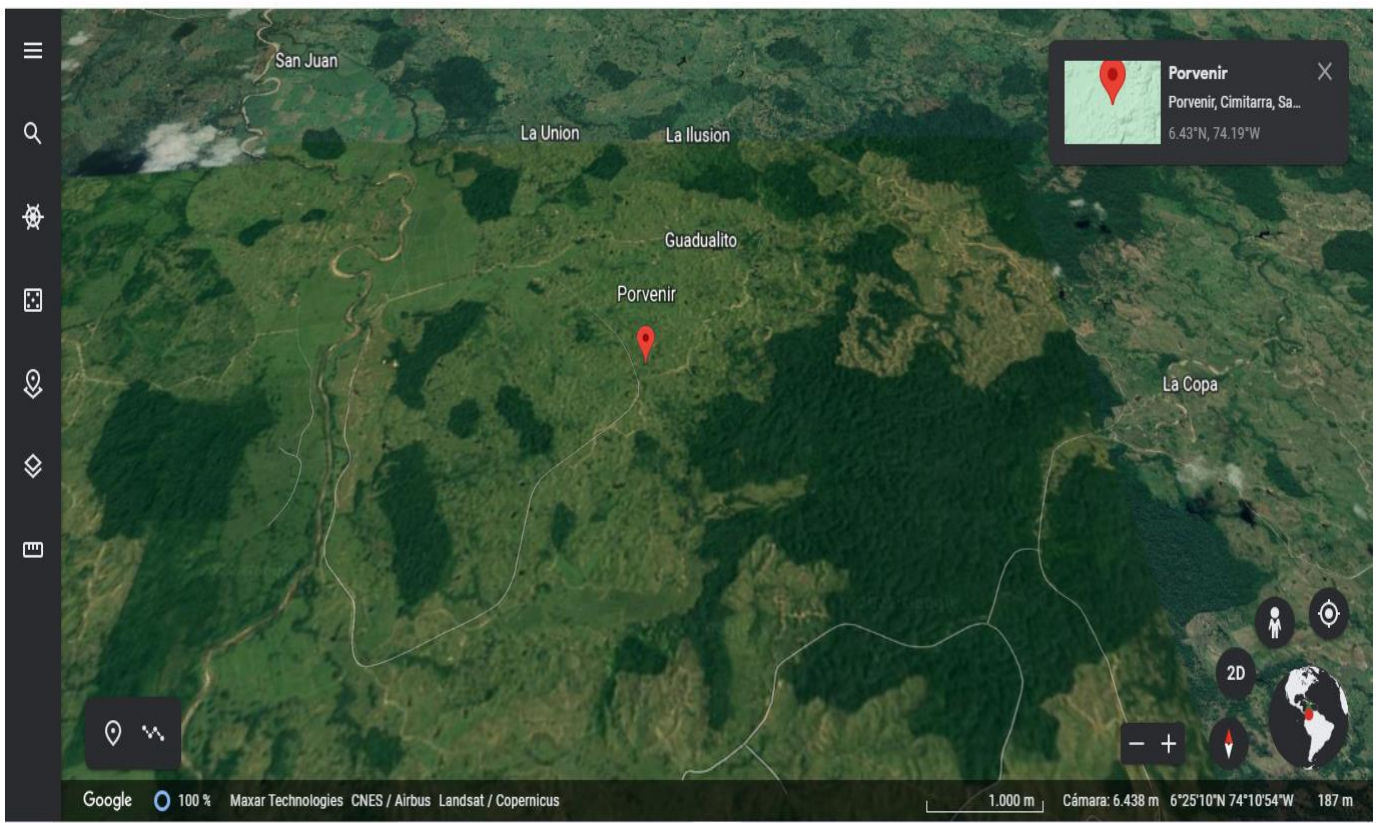 San Juan
La Union
La Ilusion
Guadualito
Porvenir
La Copa
Porvenir
Porvenir, Cimitarra, Sa...
6.43°N, 74.19°W
2D
Google 100 % Maxar Technologies CNES / Airbus Landsat / Copernicus 1.000 m Cámara: 6.438 m 6°25'10"N 74°10'54"W 187 m